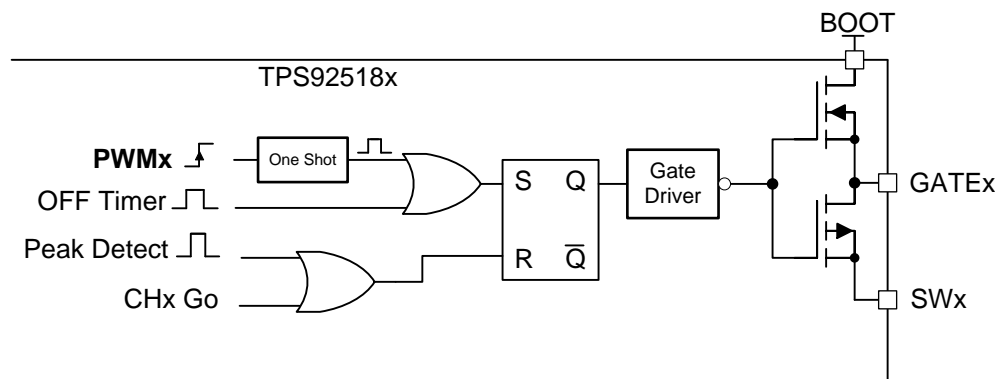 BOOT
TPS92518x
PWMx
One Shot
OFF Timer
Peak Detect
CHx Go
S Q
R Q̅
Gate
Driver
GATEx
SWx